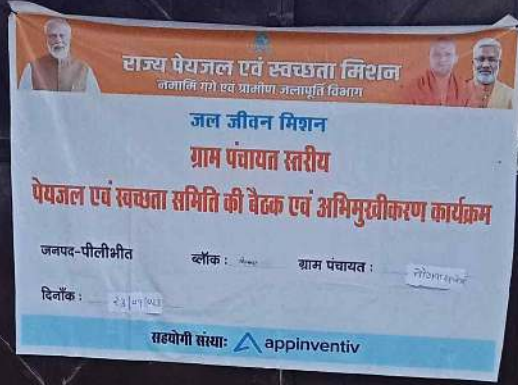 राज्य पेयजल एवं स्वच्छता मिशन
नमामि गंगे एवं ग्रामीण जलापूर्ति विभाग
जल जीवन मिशन
ग्राम पंचायत स्तरीय
पेयजल एवं स्वच्छता समिति की बैठक एवं अभिमुखीकरण कार्यक्रम
जनपद-पीलीभीत ब्लॉक : ग्राम पंचायत :
दिनाँक :
सहयोगी संस्थाः appinventiv